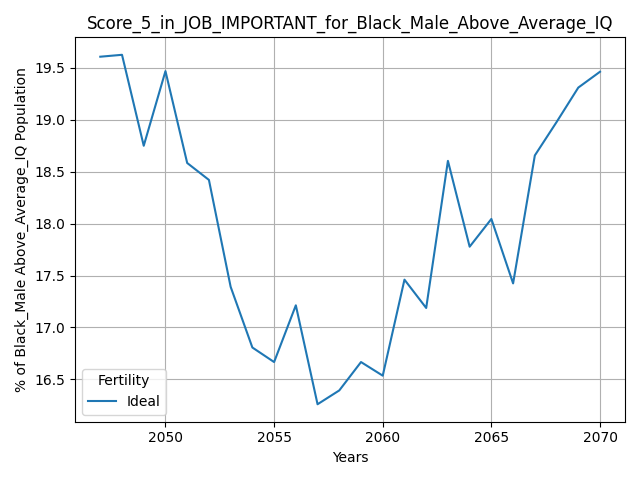 Score_5_in_JOB_IMPORTANT_for_Black_Male_Above_Average_IQ
% of Black_Male Above_Average_IQ Population
19.5
19.0
18.5
18.0
17.5
17.0
16.5
Fertility
Ideal
2050 2055 2060 2065 2070
Years